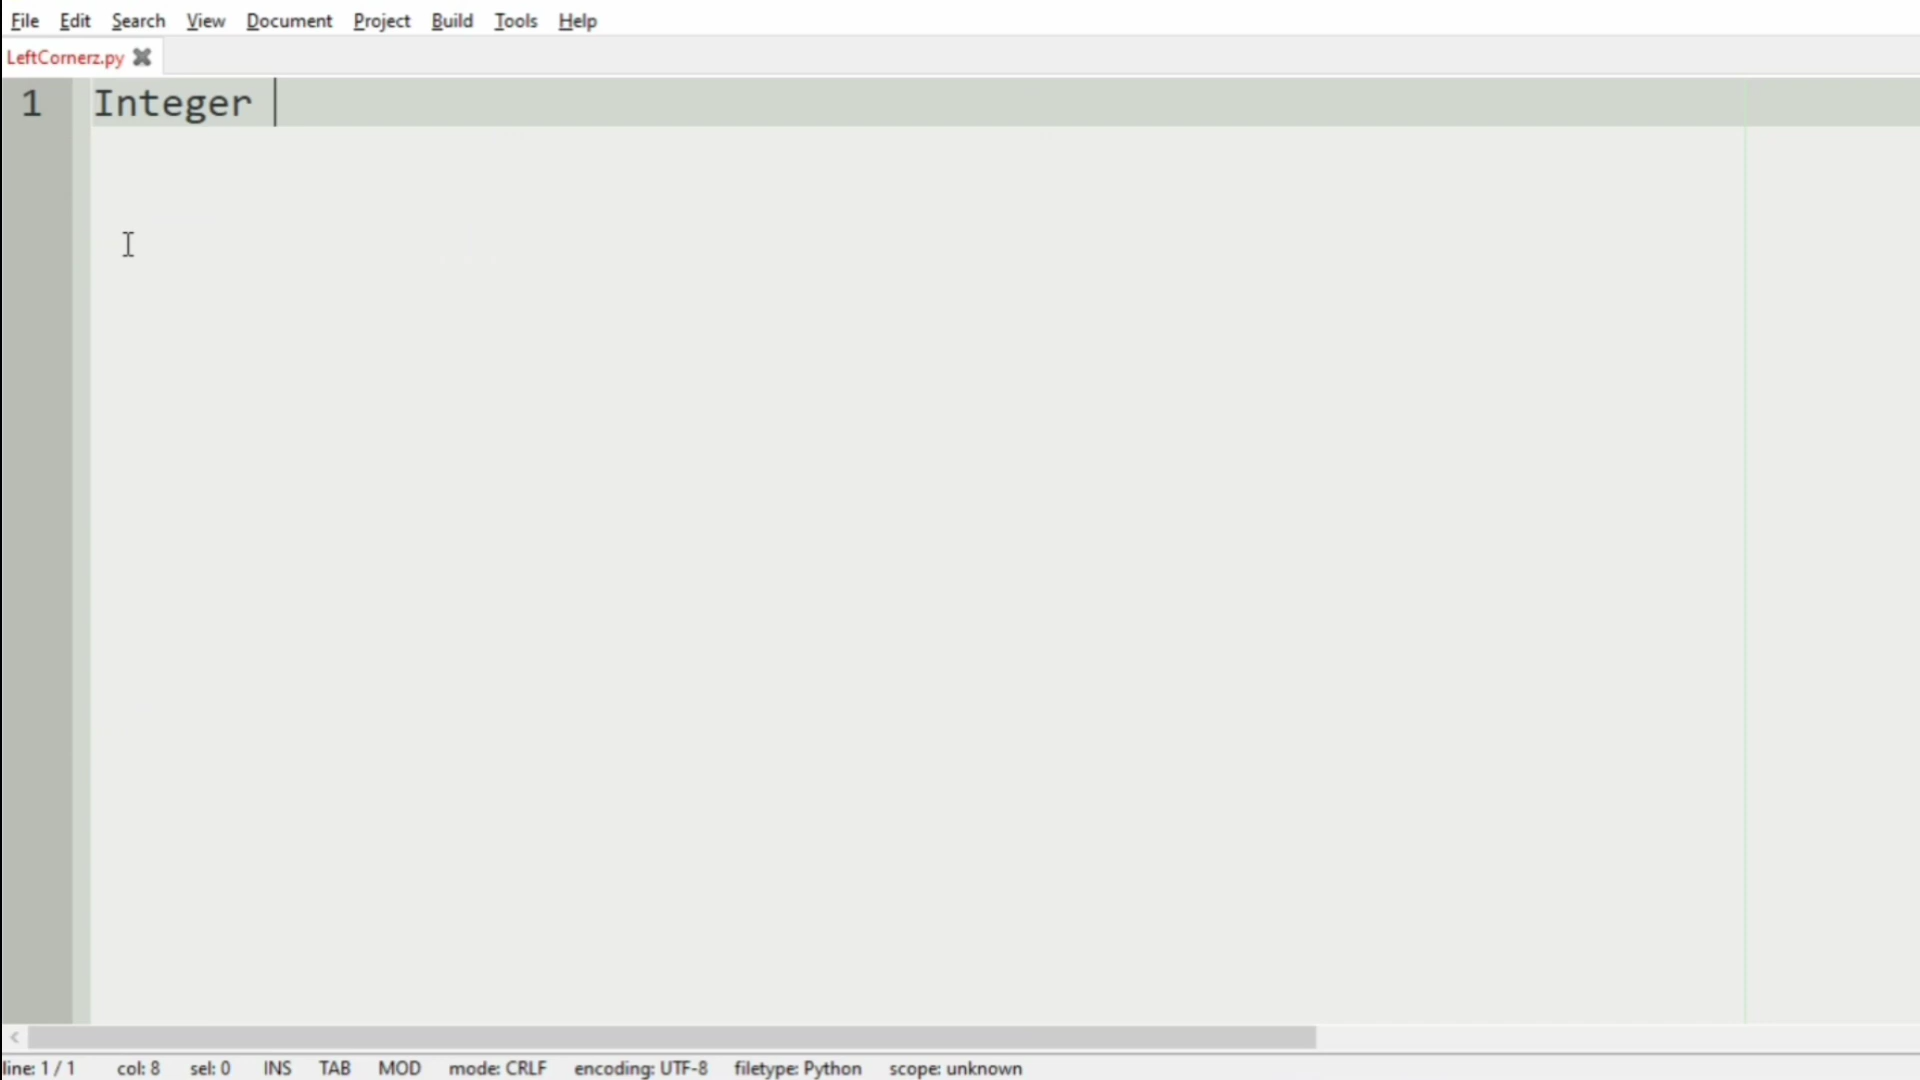 File Edit Search View Document Project Build Tools Help
LeftCornerz.py
1 Integer
line: 1 / 1 col: 8 sel: 0 INS TAB MOD mode: CRLF encoding: UTF-8 filetype: Python scope: unknown